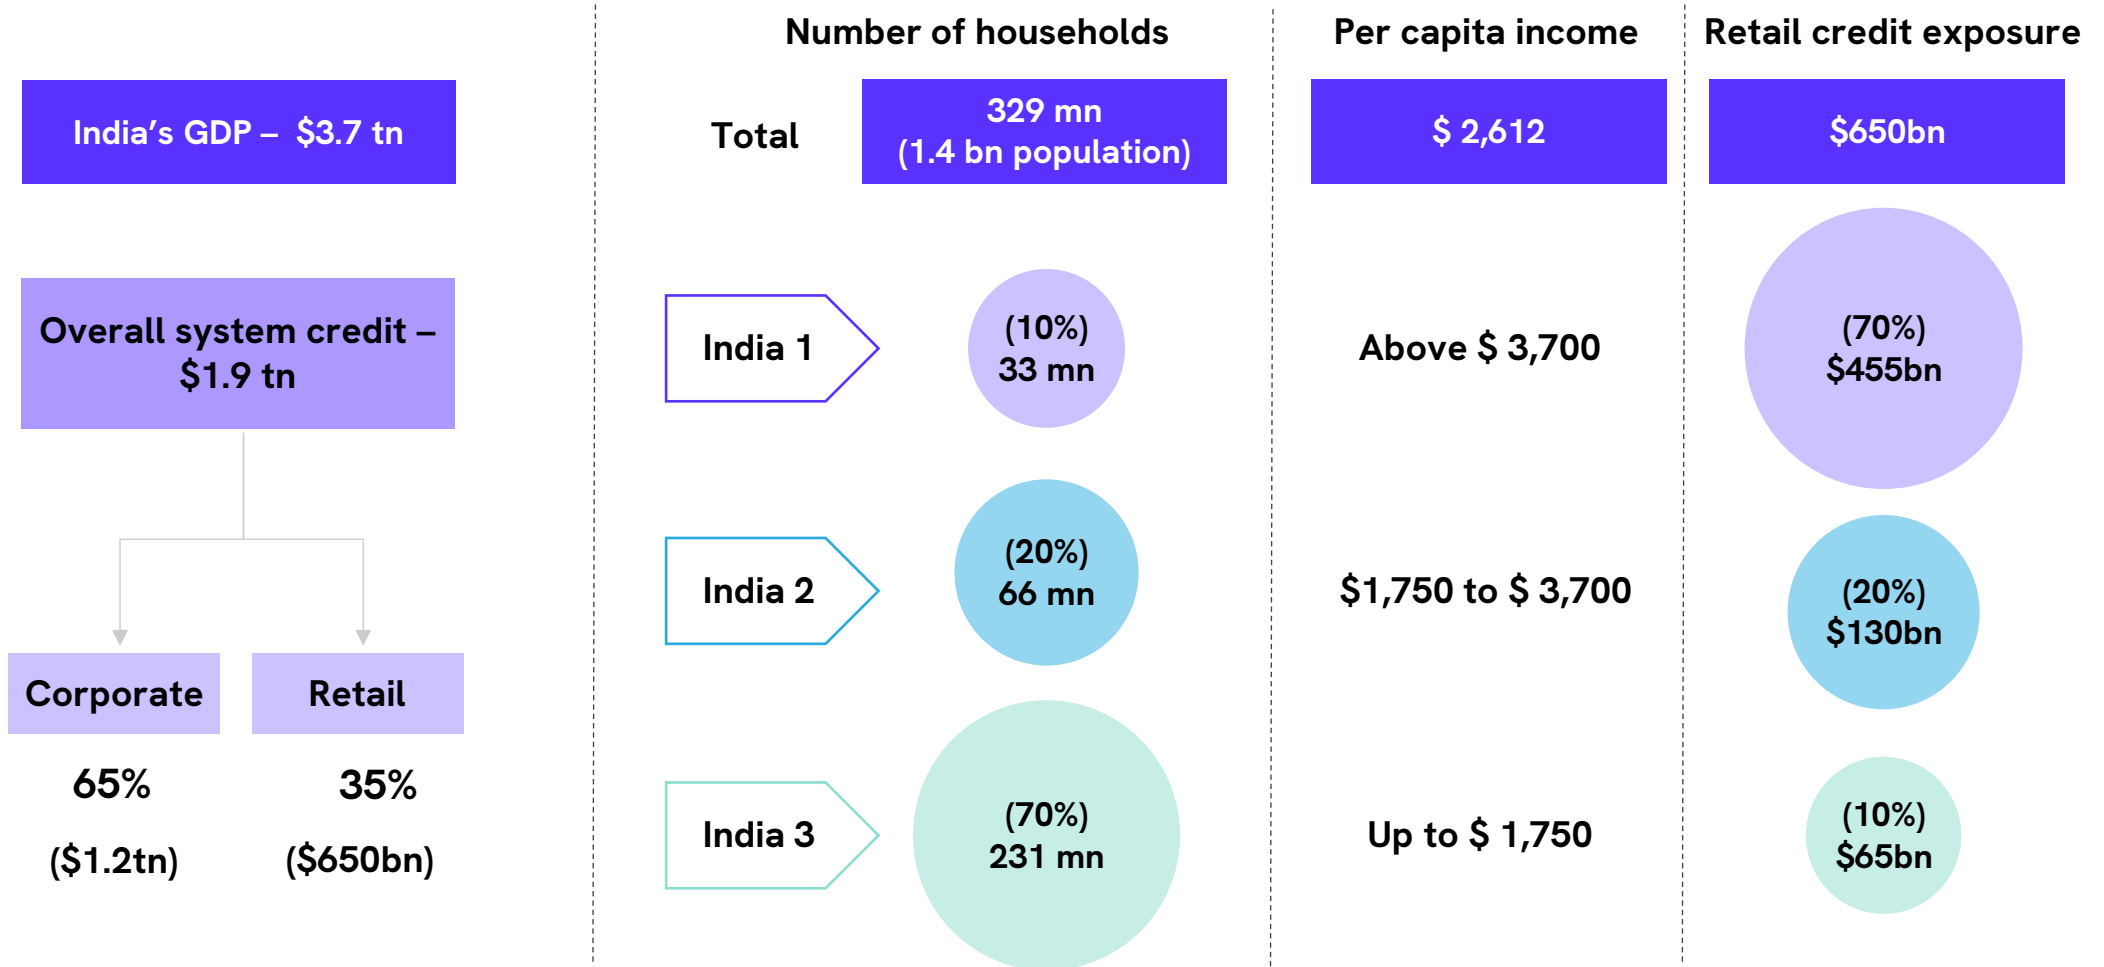 India’s GDP –  $3.7 tn
Overall system credit –
$1.9 tn
Corporate
Retail
65%
35%
($1.2tn)
($650bn)
Number of households
Per capita income
Retail credit exposure
Total
329 mn
(1.4 bn population)
$ 2,612
$650bn
India 1
(10%)
33 mn
Above $ 3,700
(70%)
$455bn
India 2
(20%)
66 mn
$1,750 to $ 3,700
(20%)
$130bn
India 3
(70%)
231 mn
Up to $ 1,750
(10%)
$65bn